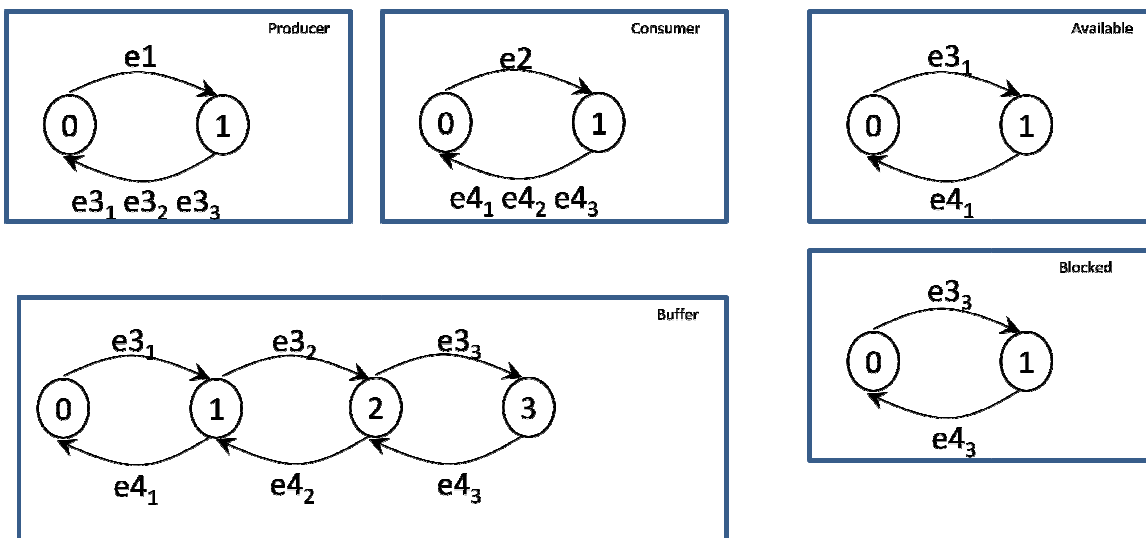 Producer
e1
0 1
e3₁ e3₂ e3₃
Consumer
e2
0 1
e4₁ e4₂ e4₃
Available
e3₁
0 1
e4₁
Blocked
e3₃
0 1
e4₃
Buffer
e3₁ e3₂ e3₃
0 1 2 3
e4₁ e4₂ e4₃